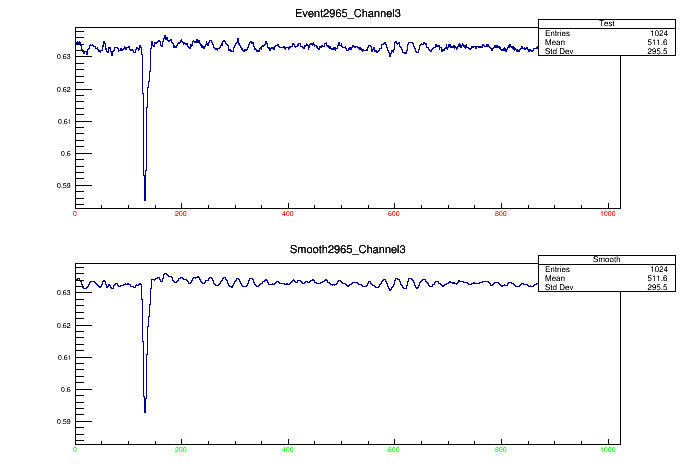 Event2965_Channel3
Test
Entries 1024
Mean 511.6
Std Dev 295.5
0.63
0.62
0.61
0.6
0.59
0 200 400 600 800 1000
Smooth2965_Channel3
Smooth
Entries 1024
Mean 511.6
Std Dev 295.5
0.63
0.62
0.61
0.6
0.59
0 200 400 600 800 1000